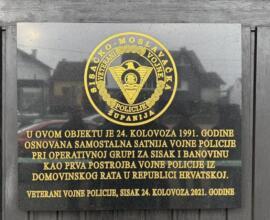 SISAČKO-MOSLAVAČKA
VETERANI VOJNE
POLICIJE
ŽUPANIJA
U OVOM OBJEKTU JE 24. KOLOVOZA 1991. GODINE
OSNOVANA SAMOSTALNA SATNIJA VOJNE POLICIJE
PRI OPERATIVNOJ GRUPI ZA SISAK I BANOVINU
KAO PRVA POSTROJBA VOJNE POLICIJE IZ
DOMOVINSKOG RATA U REPUBLICI HRVATSKOJ.
VETERANI VOJNE POLICIJE, SISAK 24. KOLOVOZA 2021. GODINE